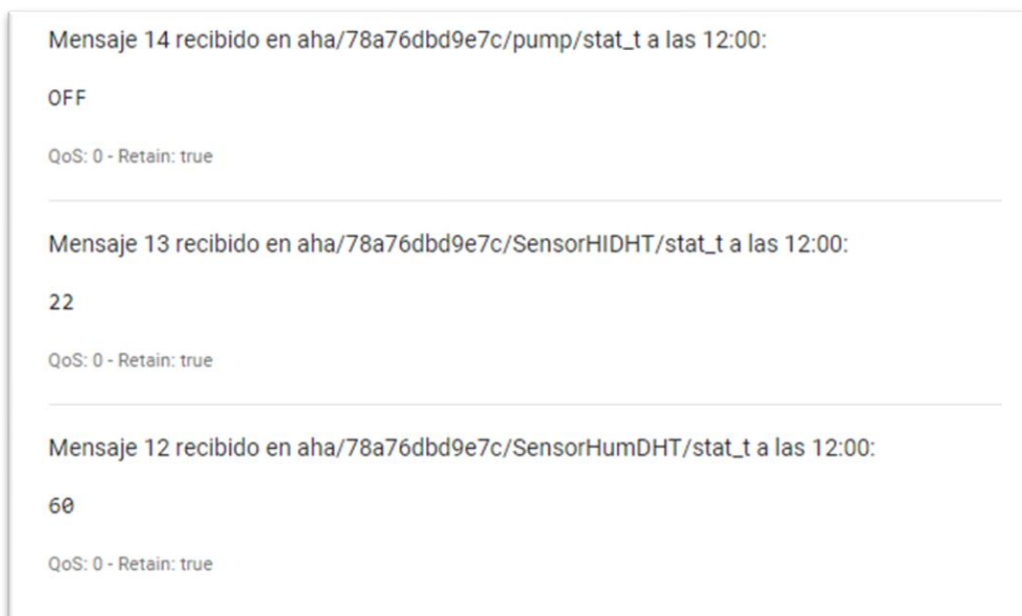 Mensaje 14 recibido en aha/78a76dbd9e7c/pump/stat_t a las 12:00:
OFF
QoS: 0 - Retain: true
Mensaje 13 recibido en aha/78a76dbd9e7c/SensorHIDHT/stat_t a las 12:00:
22
QoS: 0 - Retain: true
Mensaje 12 recibido en aha/78a76dbd9e7c/SensorHumDHT/stat_t a las 12:00:
60
QoS: 0 - Retain: true